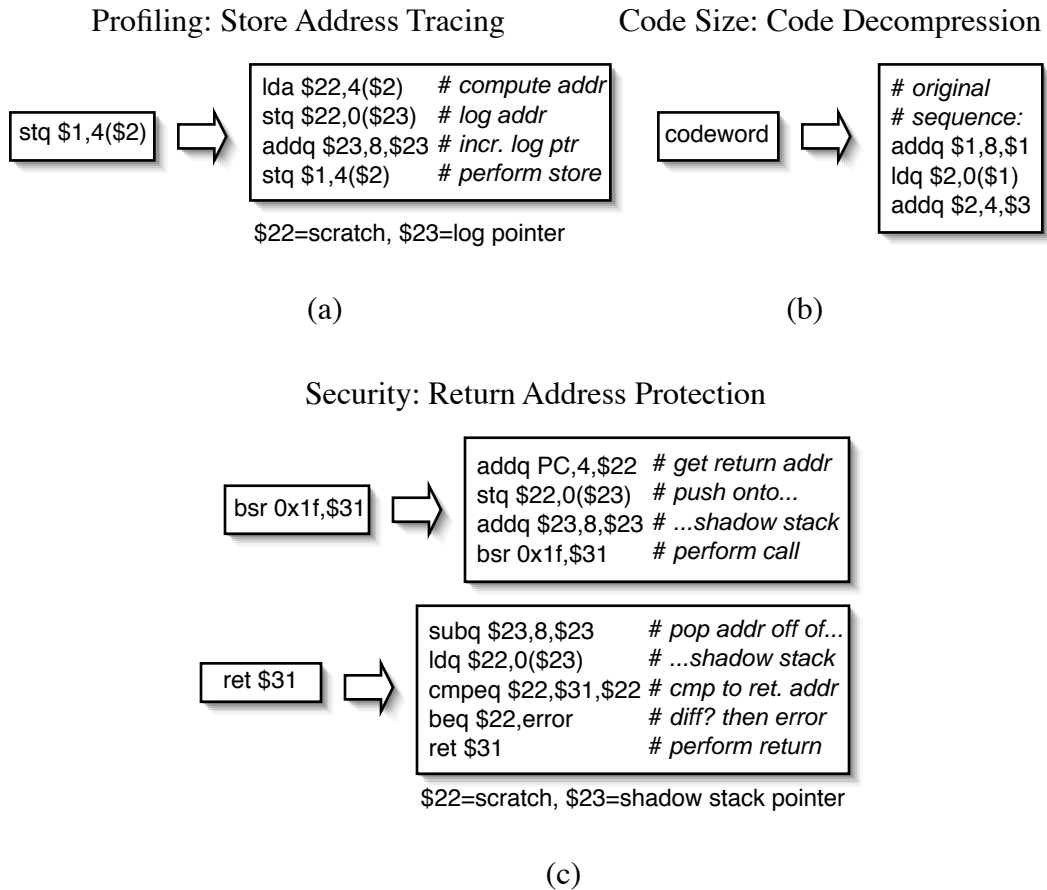 Profiling: Store Address Tracing
stq $1,4($2)
lda $22,4($2) # compute addr
stq $22,0($23) # log addr
addq $23,8,$23 # incr. log ptr
stq $1,4($2) # perform store
$22=scratch, $23=log pointer
(a)
Code Size: Code Decompression
codeword
# original
# sequence:
addq $1,8,$1
ldq $2,0($1)
addq $2,4,$3
(b)
Security: Return Address Protection
bsr 0x1f,$31
addq PC,4,$22 # get return addr
stq $22,0($23) # push onto...
addq $23,8,$23 # ...shadow stack
bsr 0x1f,$31 # perform call
ret $31
subq $23,8,$23 # pop addr off of...
ldq $22,0($23) # ...shadow stack
cmpeq $22,$31,$22 # cmp to ret. addr
beq $22,error # diff? then error
ret $31 # perform return
$22=scratch, $23=shadow stack pointer
(c)